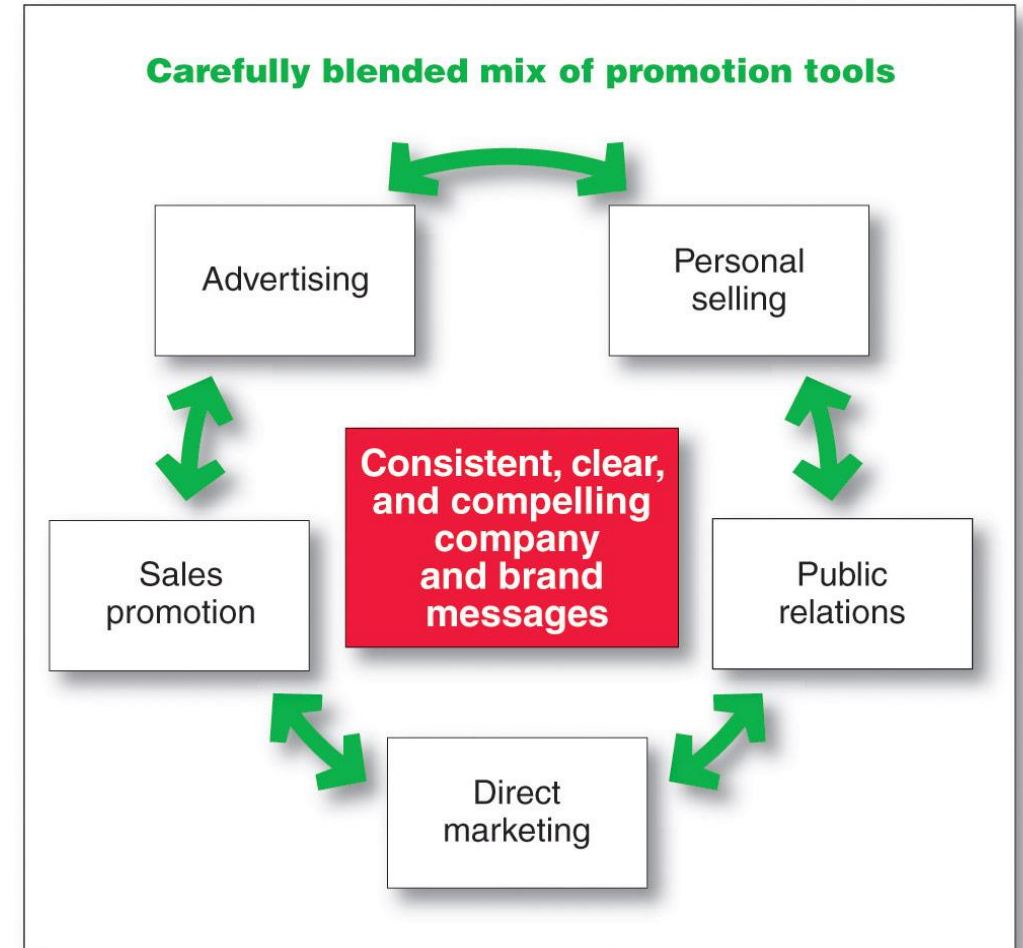 Carefully blended mix of promotion tools
Advertising
Personal
selling
Consistent, clear,
and compelling
company
and brand
messages
Sales
promotion
Public
relations
Direct
marketing